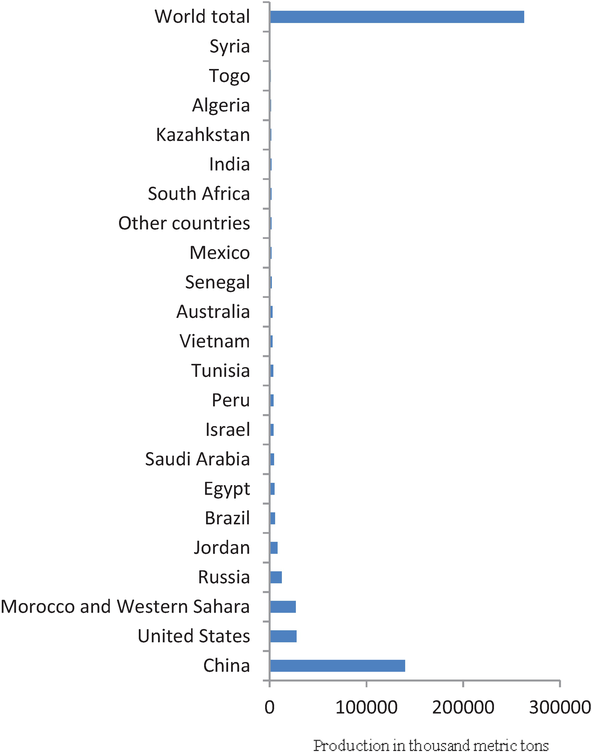 World total
Syria
Togo
Algeria
Kazahkstan
India
South Africa
Other countries
Mexico
Senegal
Australia
Vietnam
Tunisia
Peru
Israel
Saudi Arabia
Egypt
Brazil
Jordan
Russia
Morocco and Western Sahara
United States
China
0 100000 200000 300000
Production in thousand metric tons